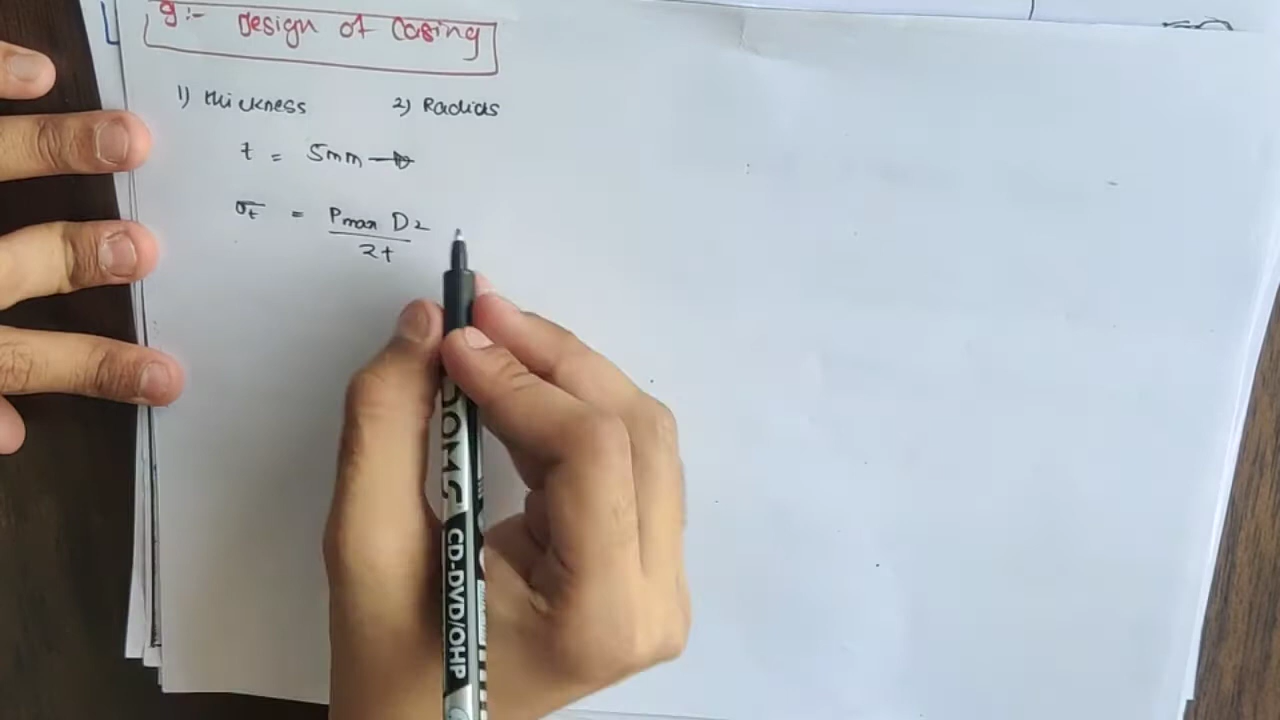 9:- Design of Casing
1) thickness 2) Radius
t = 5mm
σt = Pmax D2
2t
DOMS CD-DVD/OHP